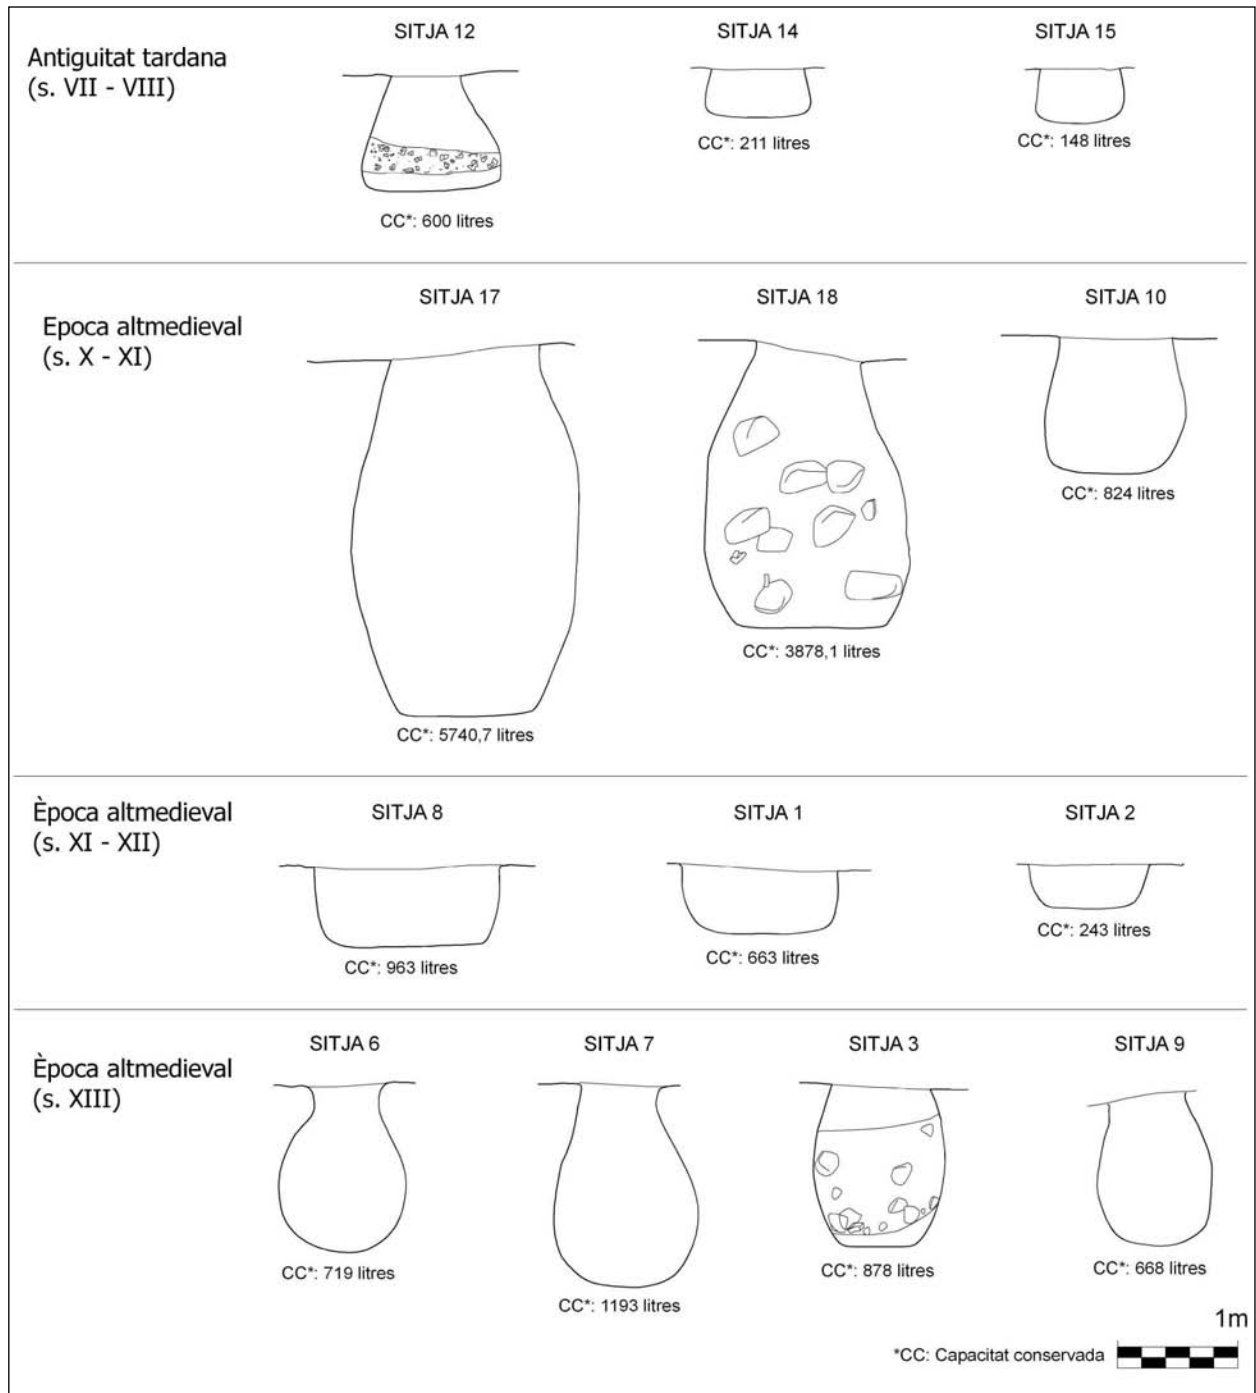 Antiguitat tardana
(s. VII - VIII)
SITJA 12
SITJA 14
SITJA 15
CC*: 600 litres
CC*: 211 litres
CC*: 148 litres
Epoca altmedieval
(s. X - XI)
SITJA 17
SITJA 18
SITJA 10
CC*: 5740,7 litres
CC*: 3878,1 litres
CC*: 824 litres
Època altmedieval
(s. XI - XII)
SITJA 8
SITJA 1
SITJA 2
CC*: 963 litres
CC*: 663 litres
CC*: 243 litres
Època altmedieval
(s. XIII)
SITJA 6
SITJA 7
SITJA 3
SITJA 9
CC*: 719 litres
CC*: 1193 litres
CC*: 878 litres
CC*: 668 litres
1m
*CC: Capacitat conservada